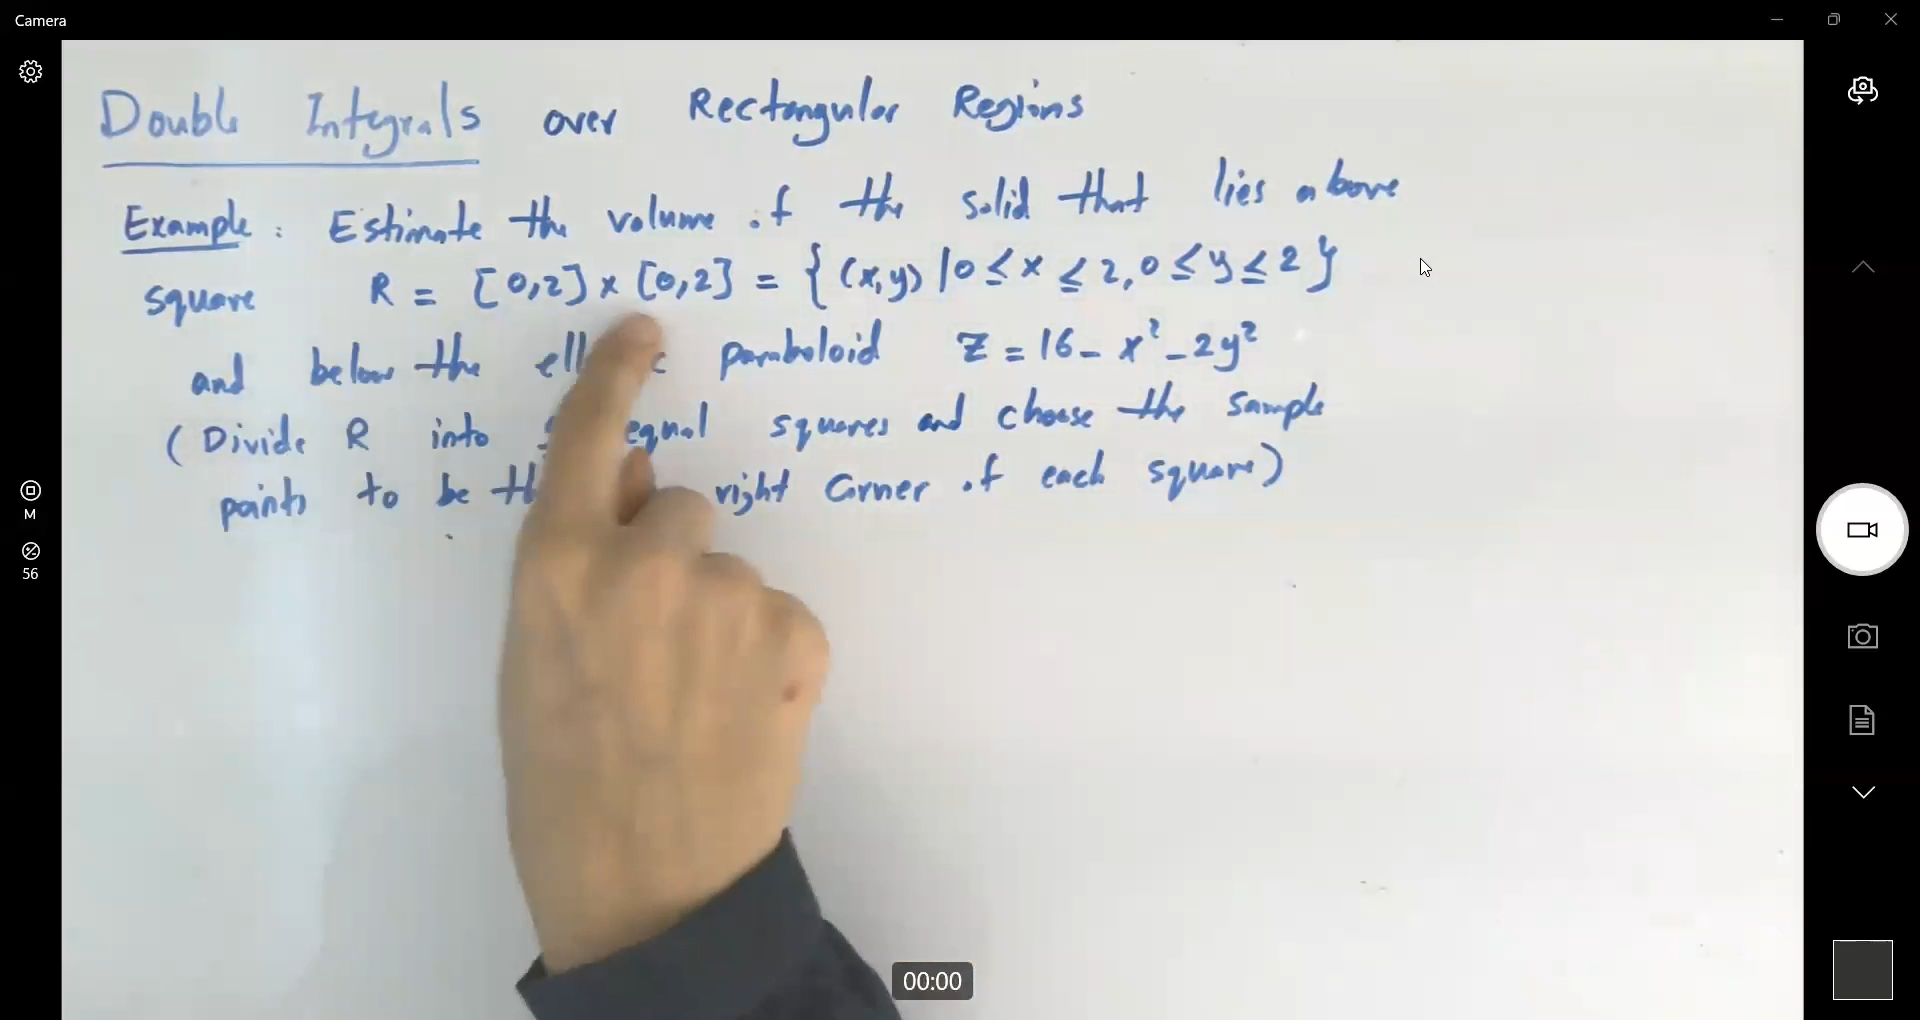 Camera
Double Integrals over Rectangular Regions
Example: Estimate the volume of the solid that lies above
square R = [0,2] × [0,2] = {(x,y) | 0 ≤ x ≤ 2, 0 ≤ y ≤ 2}
and below the paraboloid z = 16 - x² - 2y²
(Divide R into equal squares and choose the sample
points to be right corner of each square)
M
56
00:00